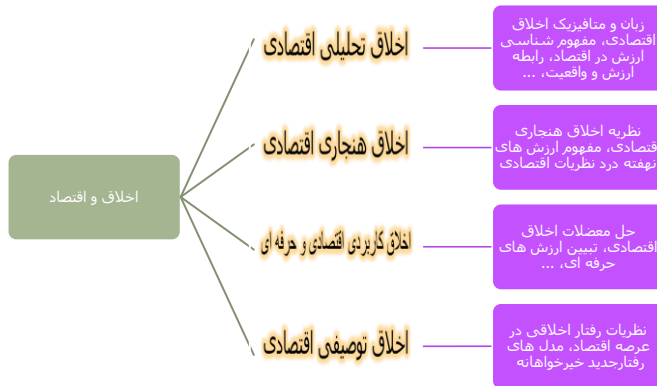 اخلاق و اقتصاد
اخلاق تحلیلی اقتصادی
زبان و متافیزیک اخلاق
اقتصادی، مفهوم شناسی
ارزش در اقتصاد، رابطه
ارزش و واقعیت، ...
اخلاق هنجاری اقتصادی
نظریه اخلاق هنجاری
اقتصادی، مفهوم ارزش های
نهفته درد نظریات اقتصادی
اخلاق کاربردی اقتصادی و حرفه ای
حل معضلات اخلاق
اقتصادی، تبیین ارزش های
حرفه ای، ...
اخلاق توصیفی اقتصادی
نظریات رفتار اخلاقی در
عرصه اقتصاد، مدل های
رفتارجدید خیرخواهانه